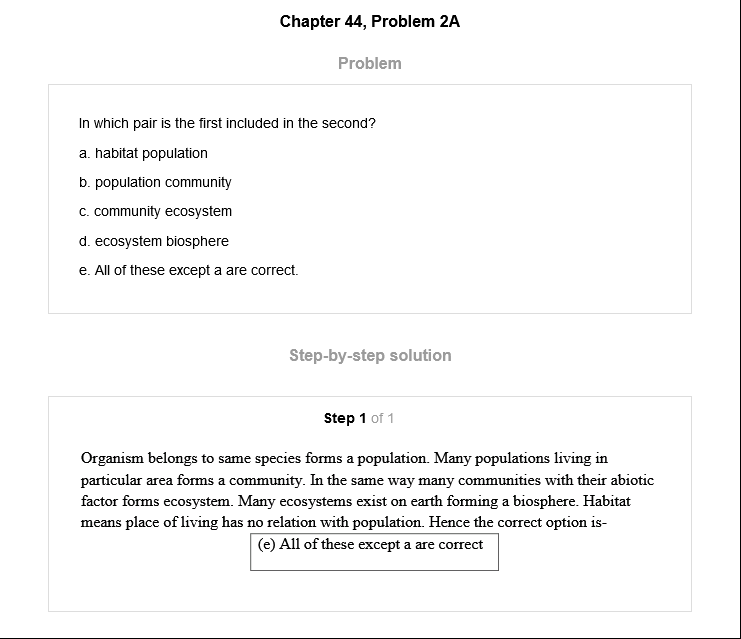 Chapter 44, Problem 2A
Problem
In which pair is the first included in the second?
a. habitat population
b. population community
c. community ecosystem
d. ecosystem biosphere
e. All of these except a are correct.
Step-by-step solution
Step 1 of 1
Organism belongs to same species forms a population. Many populations living in
particular area forms a community. In the same way many communities with their abiotic
factor forms ecosystem. Many ecosystems exist on earth forming a biosphere. Habitat
means place of living has no relation with population. Hence the correct option is-
(e) All of these except a are correct